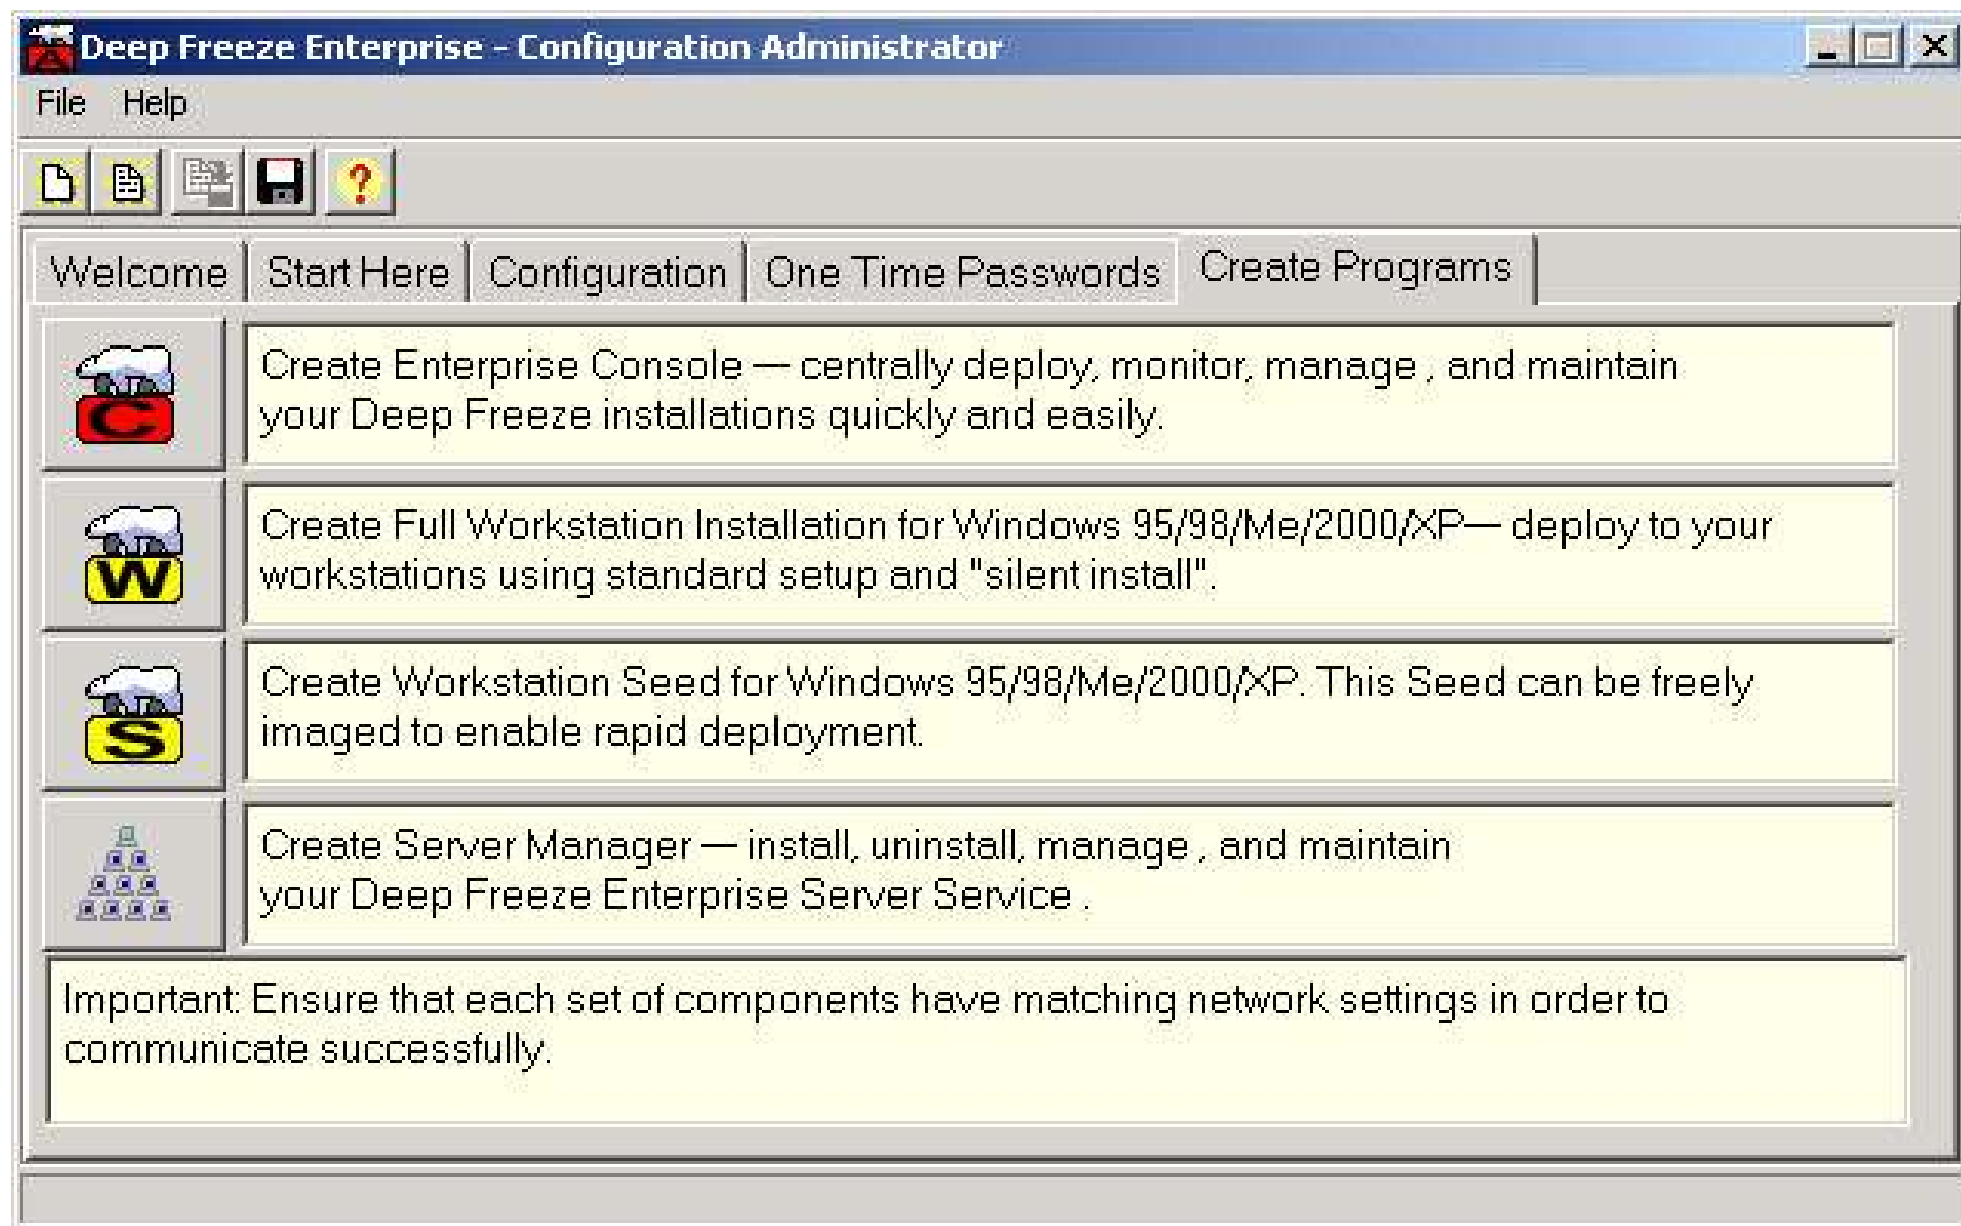 Deep Freeze Enterprise - Configuration Administrator
File Help
Welcome Start Here Configuration One Time Passwords Create Programs
C
Create Enterprise Console — centrally deploy, monitor, manage , and maintain
your Deep Freeze installations quickly and easily.
W
Create Full Workstation Installation for Windows 95/98/Me/2000/XP— deploy to your
workstations using standard setup and "silent install".
S
Create Workstation Seed for Windows 95/98/Me/2000/XP. This Seed can be freely
imaged to enable rapid deployment.
Create Server Manager — install, uninstall, manage , and maintain
your Deep Freeze Enterprise Server Service .
Important: Ensure that each set of components have matching network settings in order to
communicate successfully.